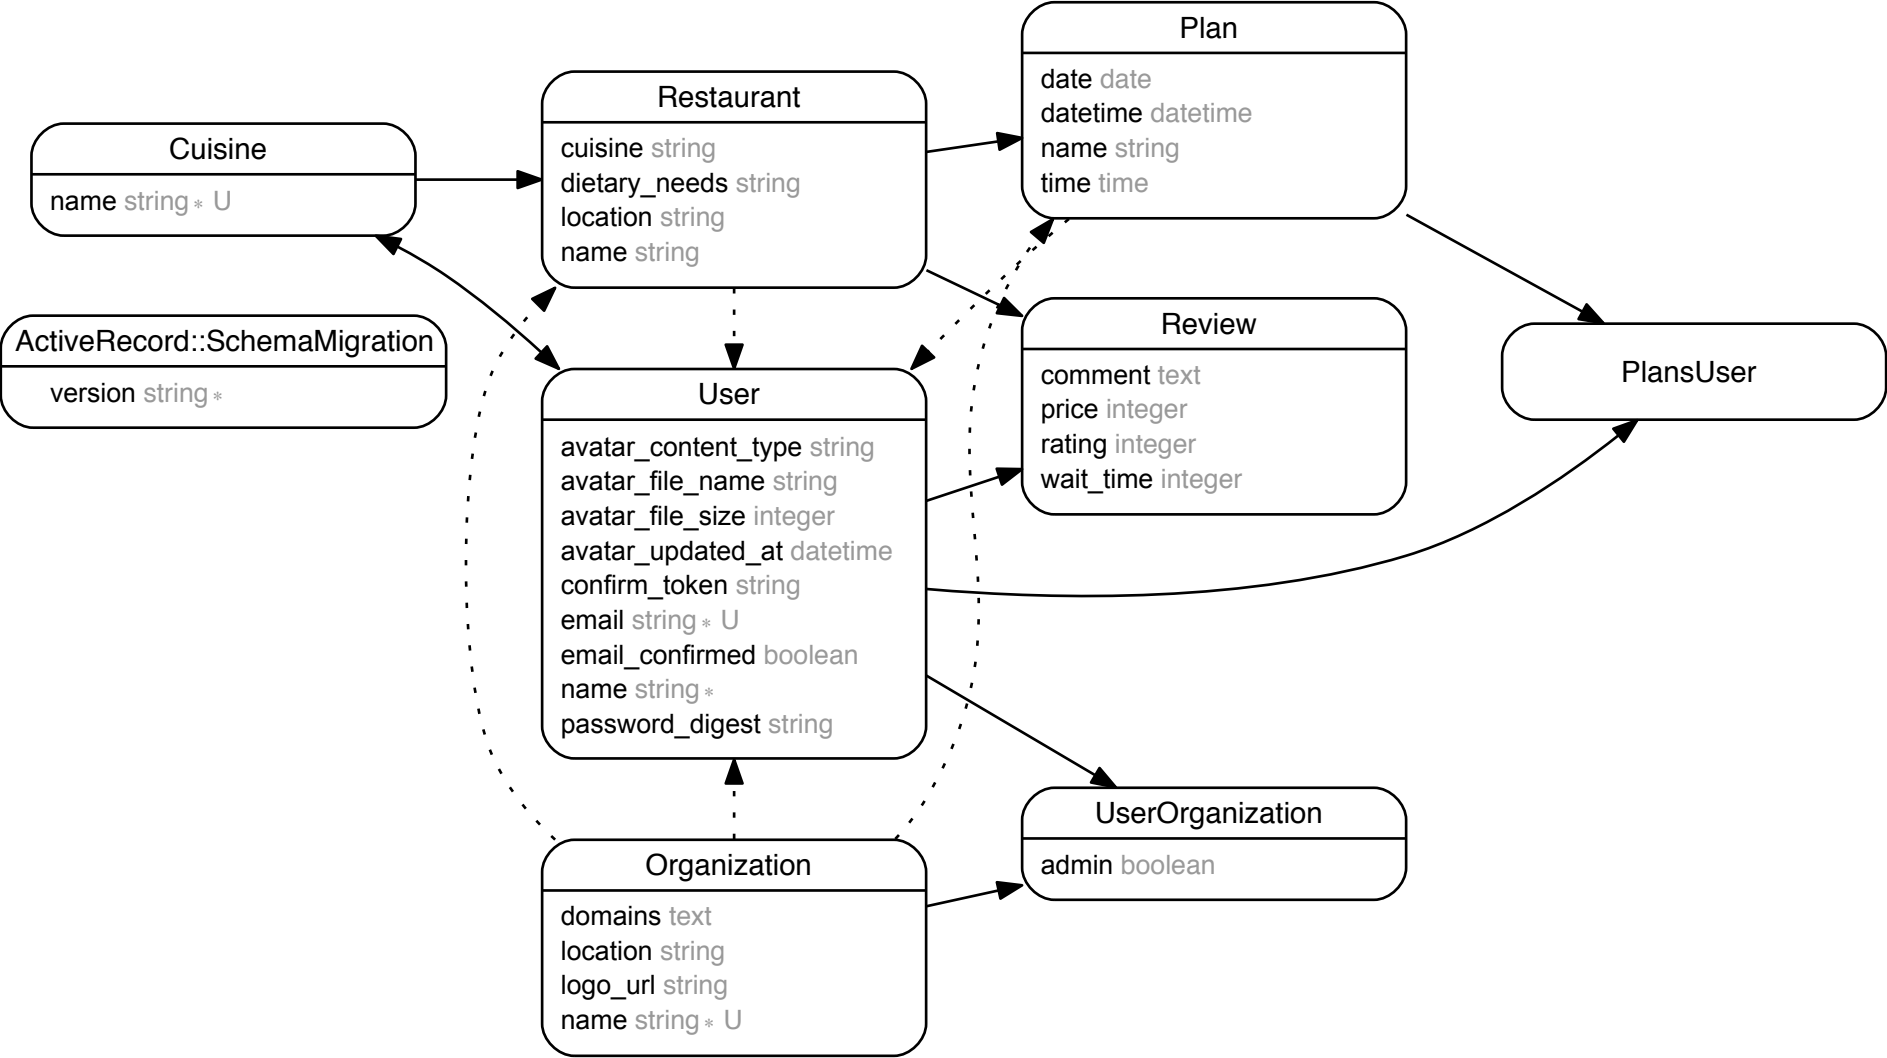 Plan
date date
datetime datetime
name string
time time
Restaurant
cuisine string
dietary_needs string
location string
name string
Cuisine
name string* U
ActiveRecord::SchemaMigration
version string*
Review
comment text
price integer
rating integer
wait_time integer
PlansUser
User
avatar_content_type string
avatar_file_name string
avatar_file_size integer
avatar_updated_at datetime
confirm_token string
email string* U
email_confirmed boolean
name string*
password_digest string
UserOrganization
admin boolean
Organization
domains text
location string
logo_url string
name string* U